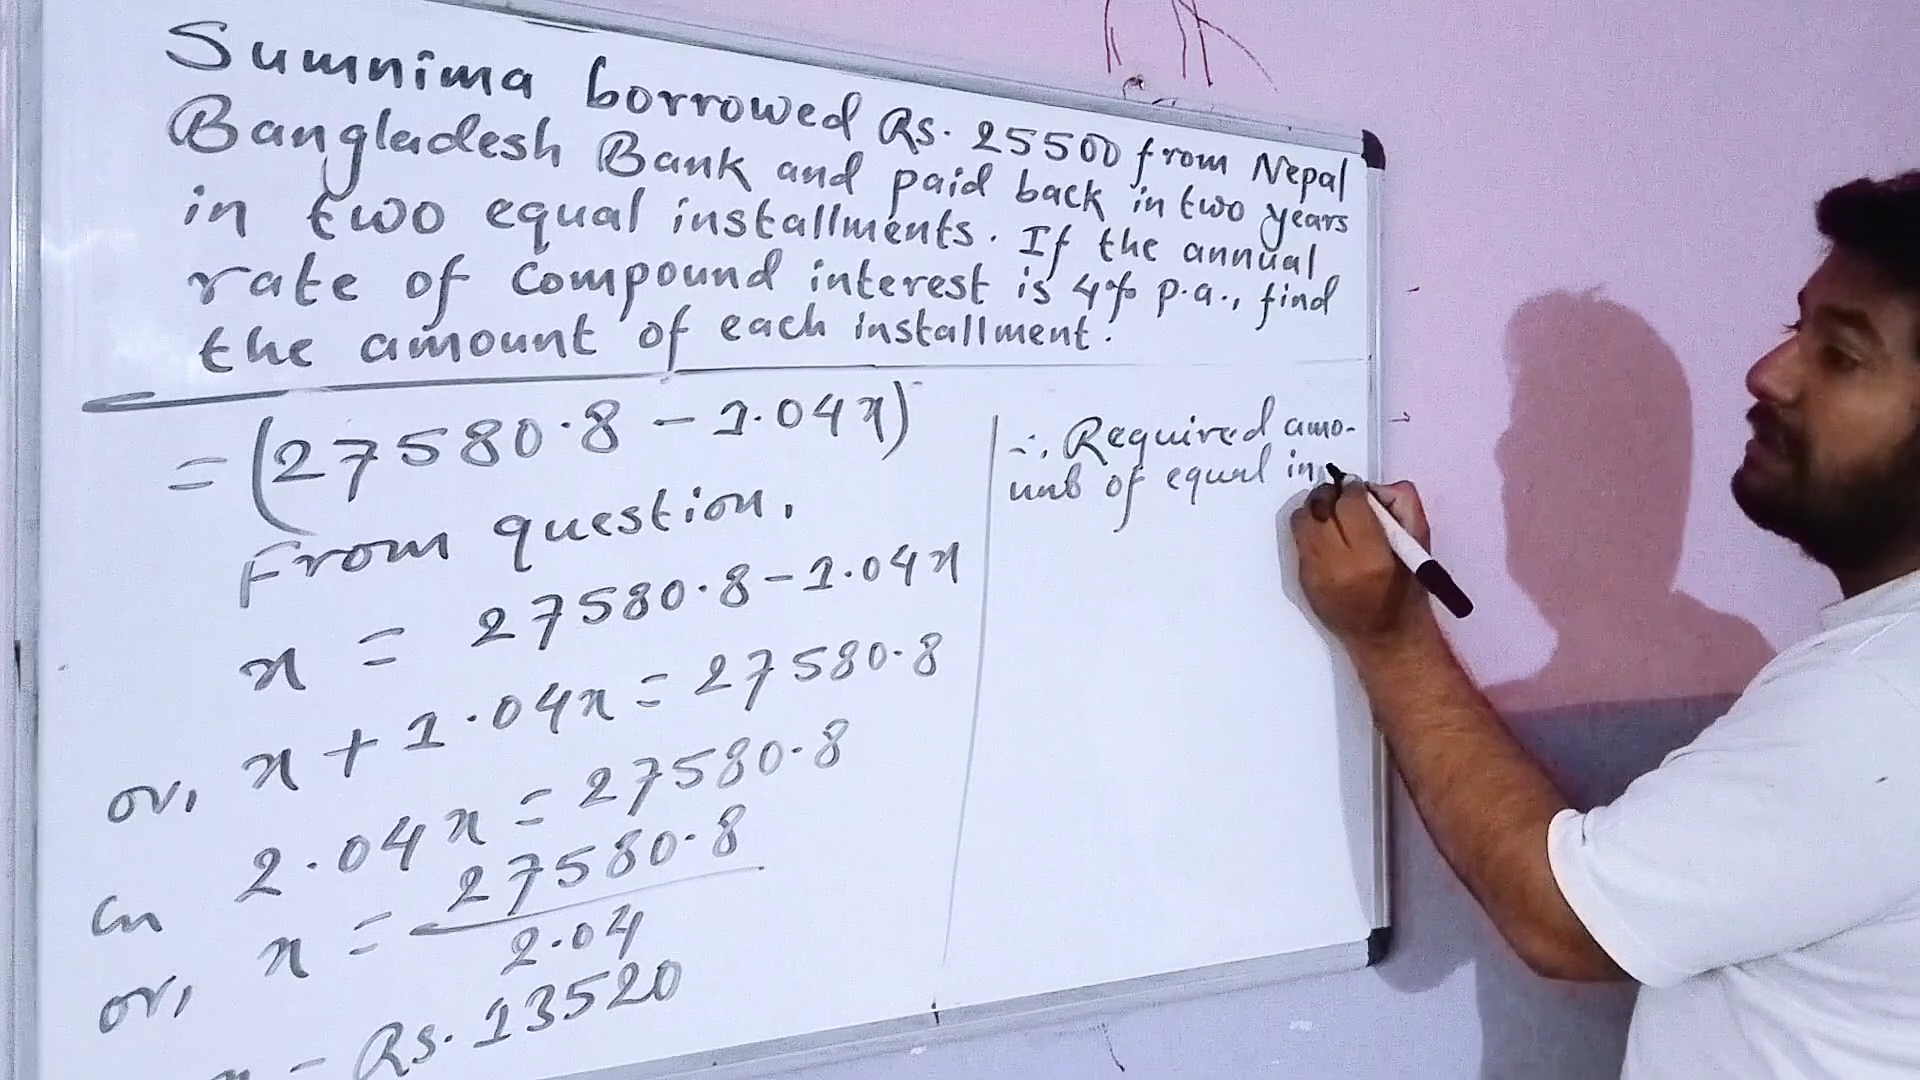 Sumnima borrowed Rs. 25500 from Nepal
Bangladesh Bank and paid back in two years
in two equal installments. If the annual
rate of compound interest is 4% p.a., find
the amount of each installment.
= (27580.8 - 1.04x)
From question,
x = 27580.8 - 1.04x
or, x + 1.04x = 27580.8
or 2.04x = 27580.8
or, x = 27580.8
2.04
x = Rs. 13520
∴ Required amo-
unt of equal in